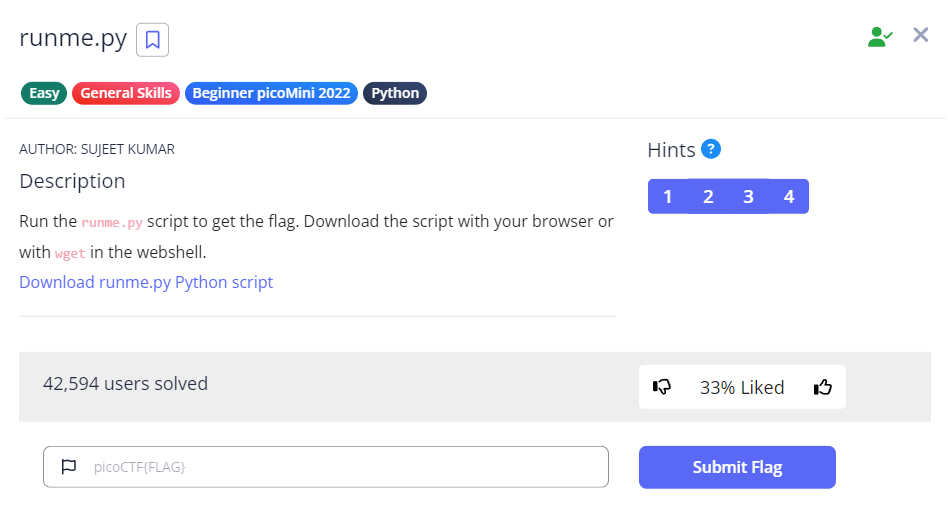 runme.py
Easy General Skills Beginner picoMini 2022 Python
AUTHOR: SUJEET KUMAR
Description
Run the runme.py script to get the flag. Download the script with your browser or
with wget in the webshell.
Download runme.py Python script
Hints ?
1 2 3 4
42,594 users solved
33% Liked
picoCTF{FLAG}
Submit Flag